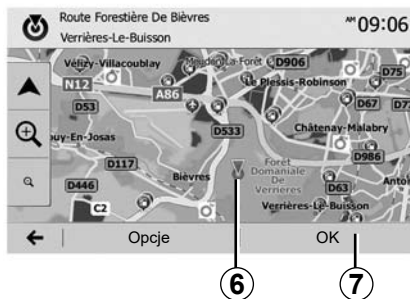 Route Forestière De Bièvres
Verrières-Le-Buisson
AM 09:06
Vélizy-Villacoublay
Meudon-la-Forêt
D906
Le Plessis-Robinson
D75
N12
A86
D53
D67
D77
D533
Châtenay-Malabry
uy-En-Josas
D117
D986
Forêt
Domaniale
De
Verrières
Bièvres
D446
D63
Anto
C2
Verrières-Le-Buisson
Opcje
OK
6
7